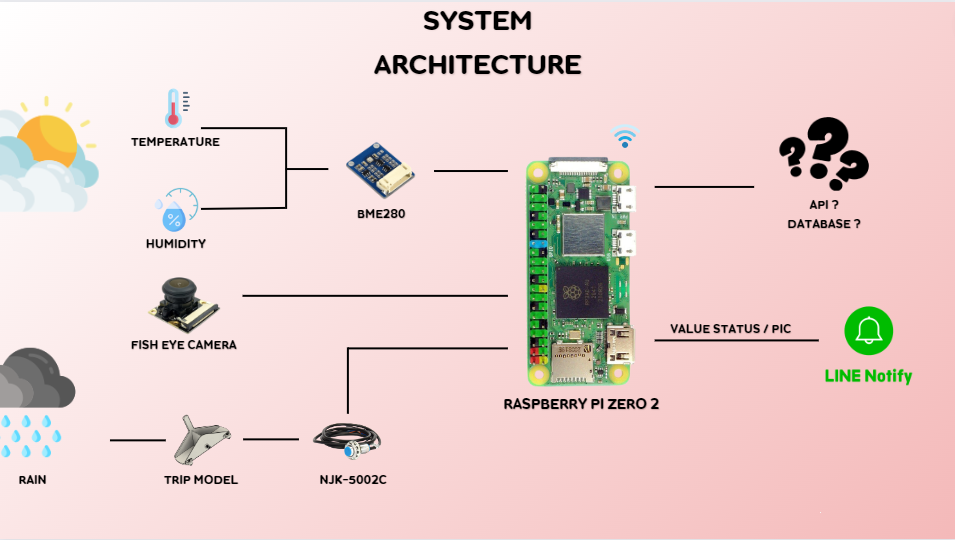 SYSTEM
ARCHITECTURE
TEMPERATURE
HUMIDITY
BME280
FISH EYE CAMERA
RAIN
TRIP MODEL
NJK-5002C
RASPBERRY PI ZERO 2
???
API ?
DATABASE ?
VALUE STATUS / PIC
LINE Notify
%